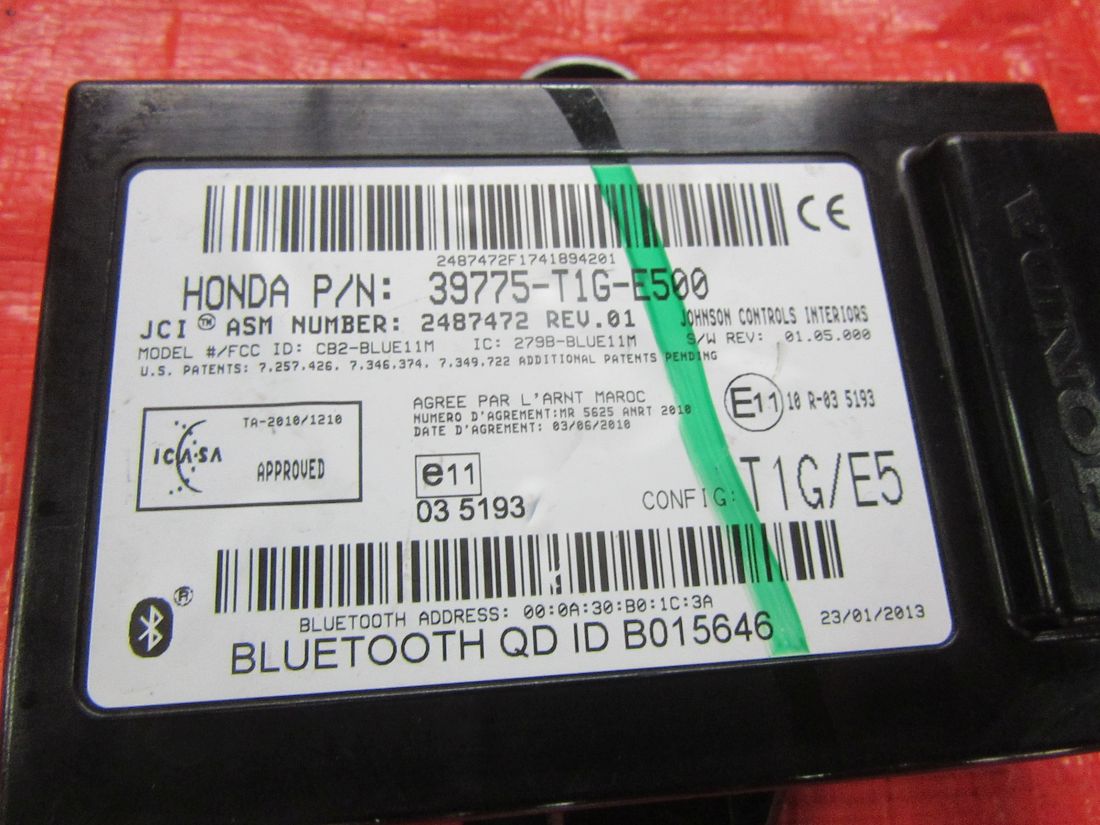 CE
2487472F1741894201
HONDA P/N: 39775-T1G-E500
JCI™ ASM NUMBER: 2487472 REV.01
JOHNSON CONTROLS INTERIORS
MODEL #/FCC ID: CB2-BLUE11M IC: 279B-BLUE11M
S/W REV: 01.05.000
U.S. PATENTS: 7.257.426. 7.346.374. 7.349.722 ADDITIONAL PATENTS PENDING
ICASA
TA-2010/1210
APPROVED
AGREE PAR L'ARNT MAROC
NUMERO D'AGREMENT:MR 5625 ANRT 2010
DATE D'AGREMENT: 03/06/2010
E11 10 R-03 5193
e11
03 5193
CONFIG: T1G/E5
BLUETOOTH ADDRESS: 00:0A:30:B0:1C:3A
BLUETOOTH QD ID B015646
23/01/2013
®
HONDA